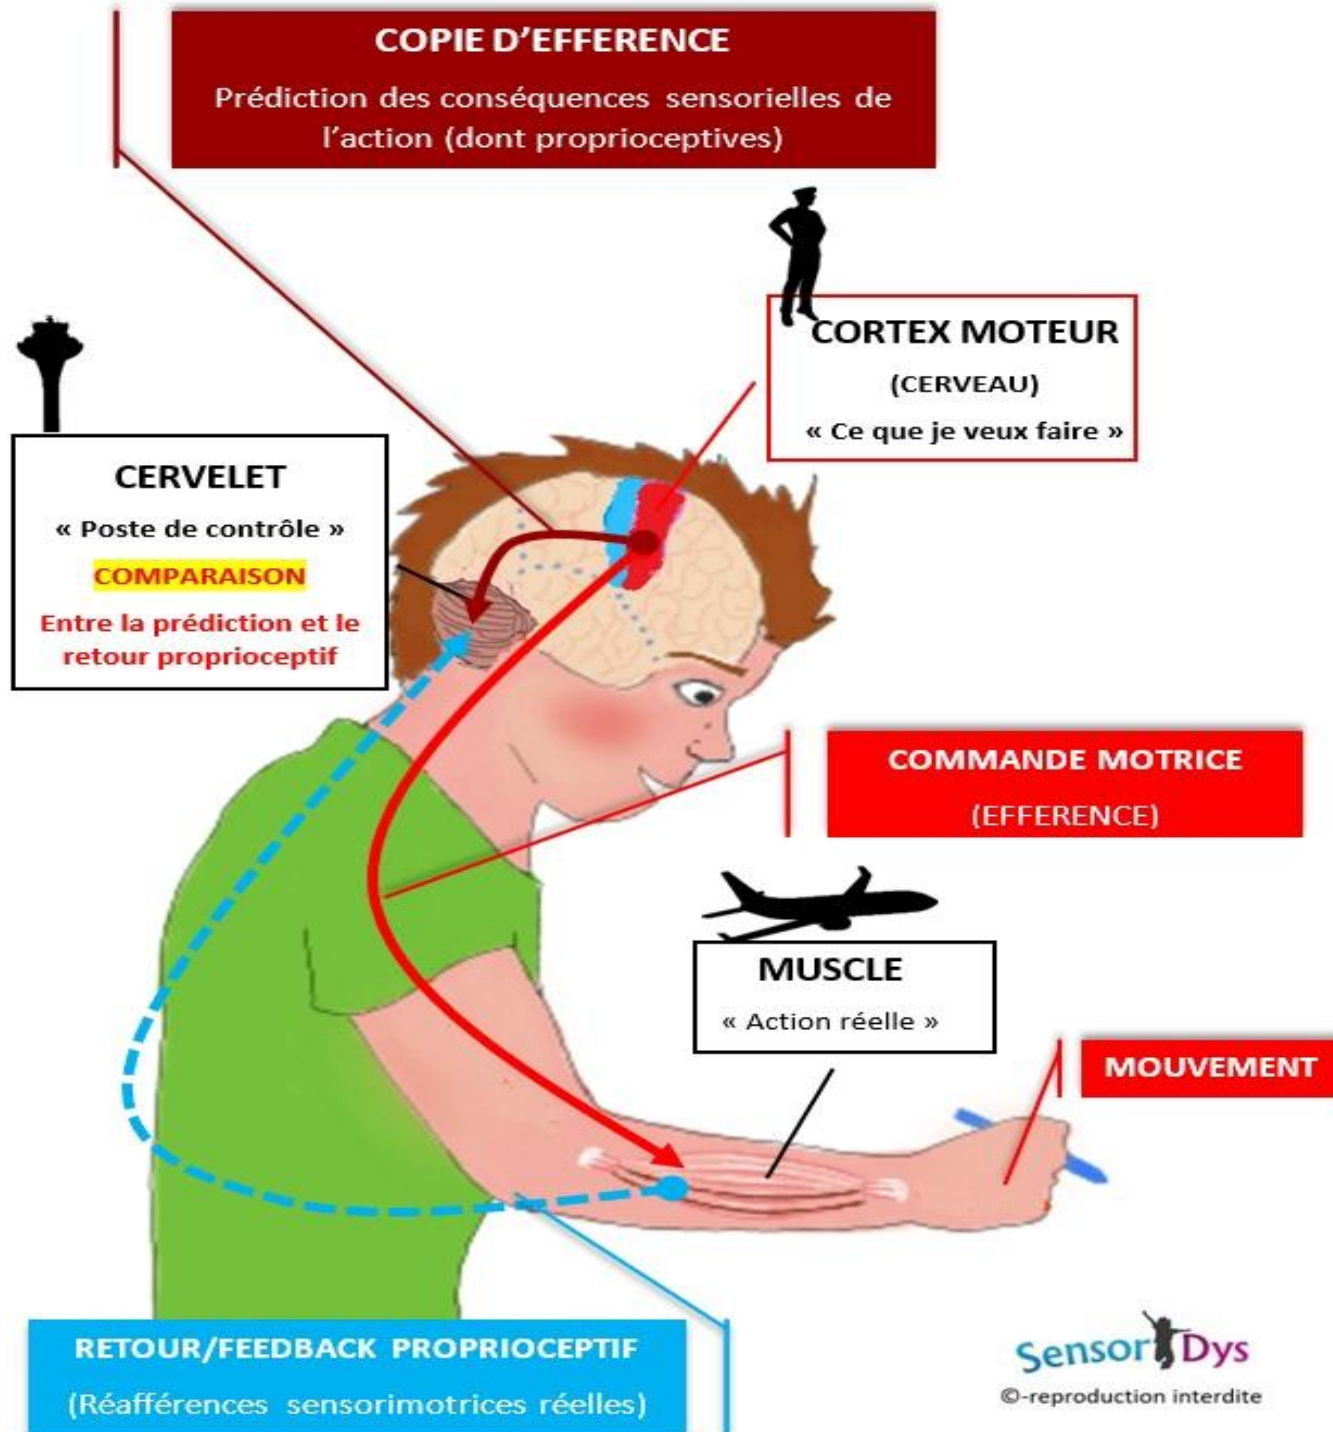 COPIE D’EFFERENCE
Prédiction des conséquences sensorielles de
l’action (dont proprioceptives)
CORTEX MOTEUR
(CERVEAU)
« Ce que je veux faire »
CERVELET
« Poste de contrôle »
COMPARAISON
Entre la prédiction et le
retour proprioceptif
COMMANDE MOTRICE
(EFFERENCE)
MUSCLE
« Action réelle »
MOUVEMENT
RETOUR/FEEDBACK PROPRIOCEPTIF
(Réafférences sensorimotrices réelles)
Sensor Dys
©-reproduction interdite